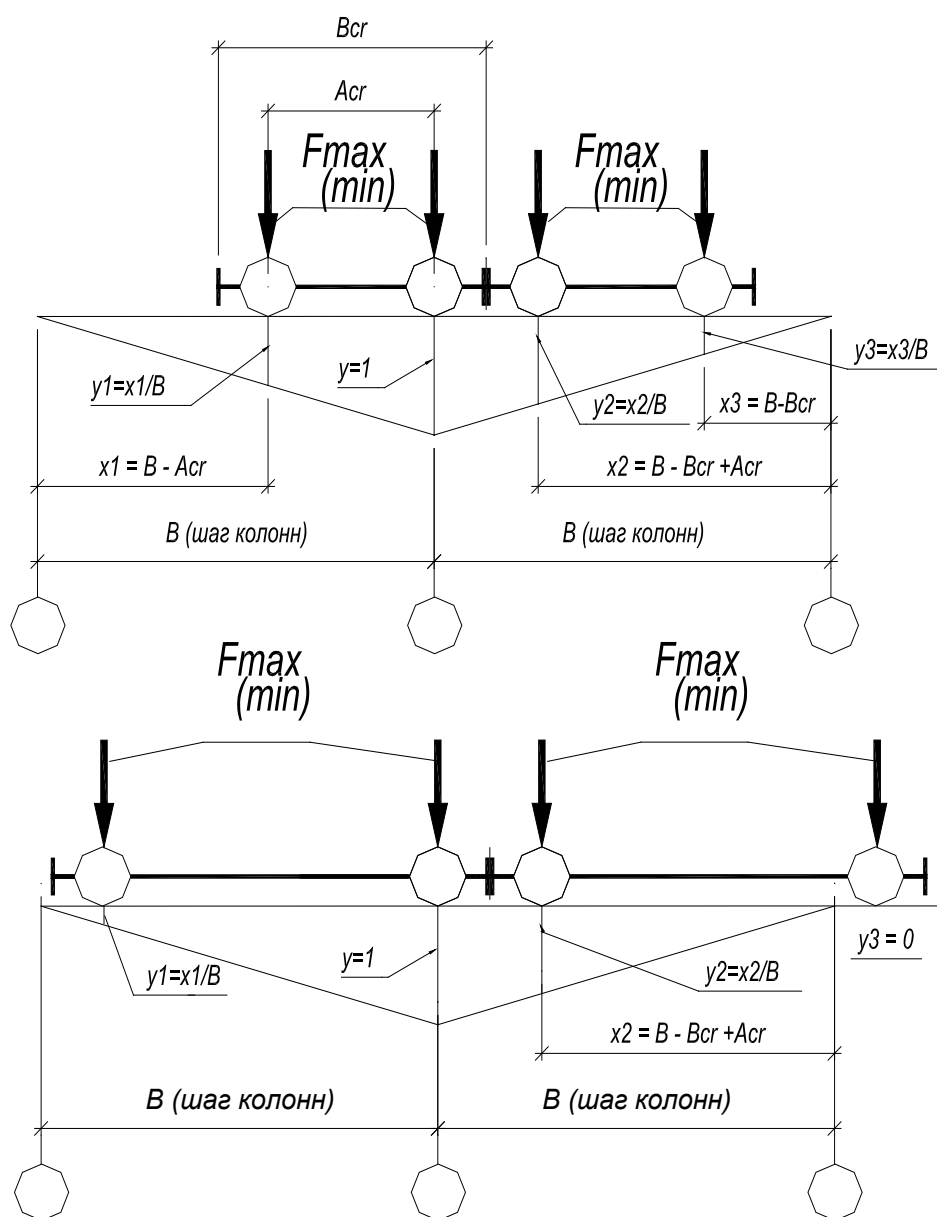 Bcr
Acr
Fmax
(min)
Fmax
(min)
y1=x1/B
y=1
y2=x2/B
y3=x3/B
x3 = B-Bcr
x1 = B - Acr
x2 = B - Bcr +Acr
B (шаг колонн)
B (шаг колонн)
Fmax
(min)
Fmax
(min)
y1=x1/B
y=1
y2=x2/B
y3 = 0
x2 = B - Bcr +Acr
B (шаг колонн)
B (шаг колонн)